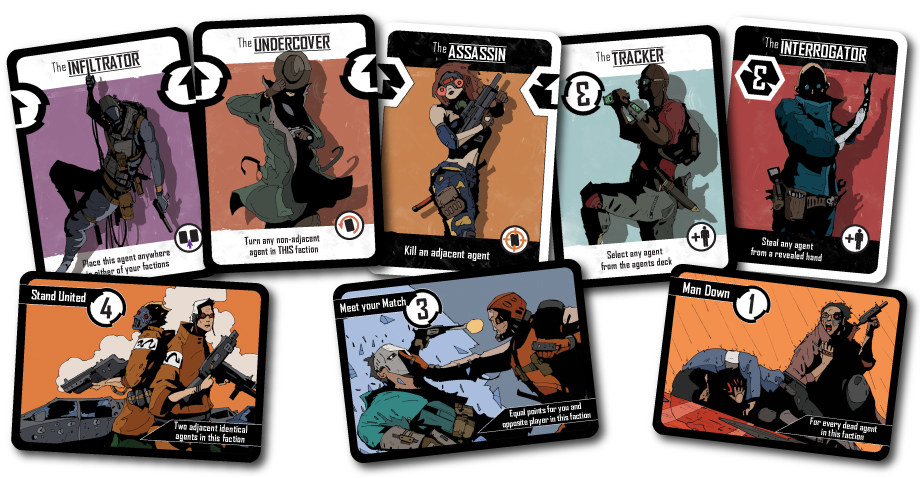 The INFILTRATOR
Place this agent anywhere
in either of your factions
The UNDERCOVER
Turn any non-adjacent
agent in THIS faction
The ASSASSIN
Kill an adjacent agent
The TRACKER
3
Select any agent
from the agents deck
+
The INTERROGATOR
3
Steal any agent
from a revealed hand
+
Stand United
4
Two adjacent identical
agents in this faction
Meet your Match
3
Equal points for you and
opposite player in this faction
Man Down
1
For every dead agent
in this faction